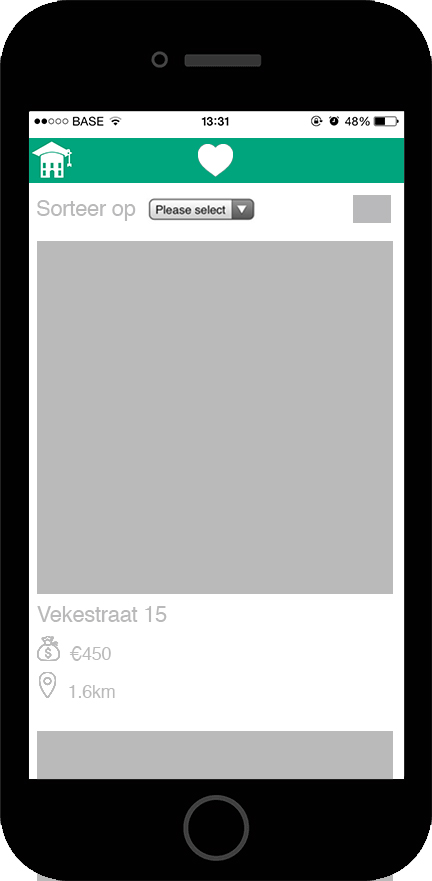 BASE 13:31 48%
Sorteer op Please select
Vekestraat 15
€450
1.6km